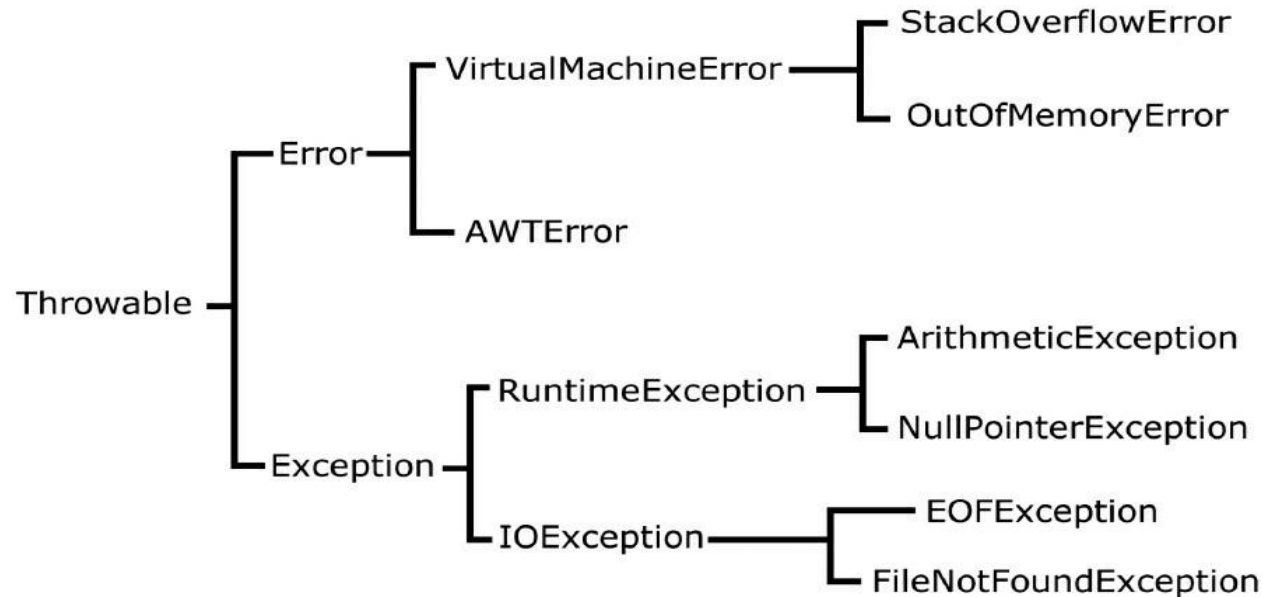 StackOverflowError
VirtualMachineError
OutOfMemoryError
Error
AWTError
Throwable
ArithmeticException
RuntimeException
NullPointerException
Exception
EOFException
IOException
FileNotFoundException